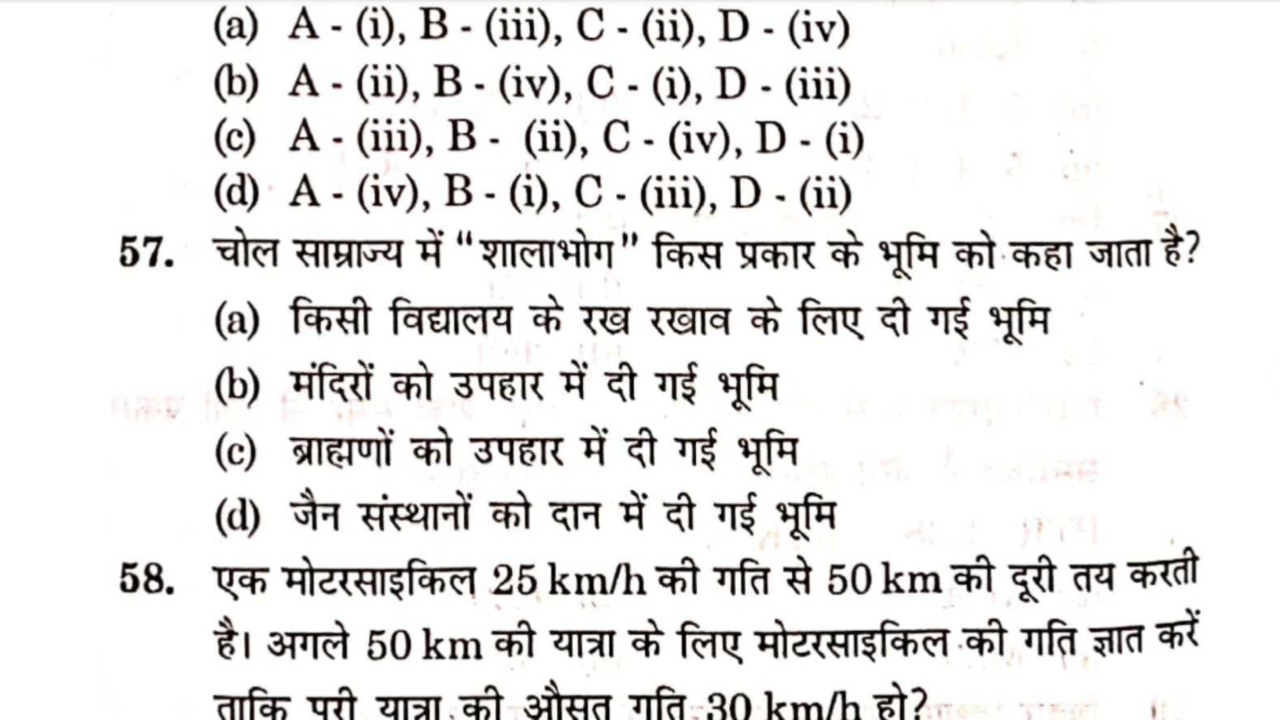 (a) A - (i), B - (iii), C - (ii), D - (iv)
(b) A - (ii), B - (iv), C - (i), D - (iii)
(c) A - (iii), B - (ii), C - (iv), D - (i)
(d) A - (iv), B - (i), C - (iii), D - (ii)
57. चोल साम्राज्य में “शालाभोग” किस प्रकार के भूमि को कहा जाता है?
(a) किसी विद्यालय के रख रखाव के लिए दी गई भूमि
(b) मंदिरों को उपहार में दी गई भूमि
(c) ब्राह्मणों को उपहार में दी गई भूमि
(d) जैन संस्थानों को दान में दी गई भूमि
58. एक मोटरसाइकिल 25 km/h की गति से 50 km की दूरी तय करती
है। अगले 50 km की यात्रा के लिए मोटरसाइकिल की गति ज्ञात करें
ताकि पूरी यात्रा की औसत गति 30 km/h हो?